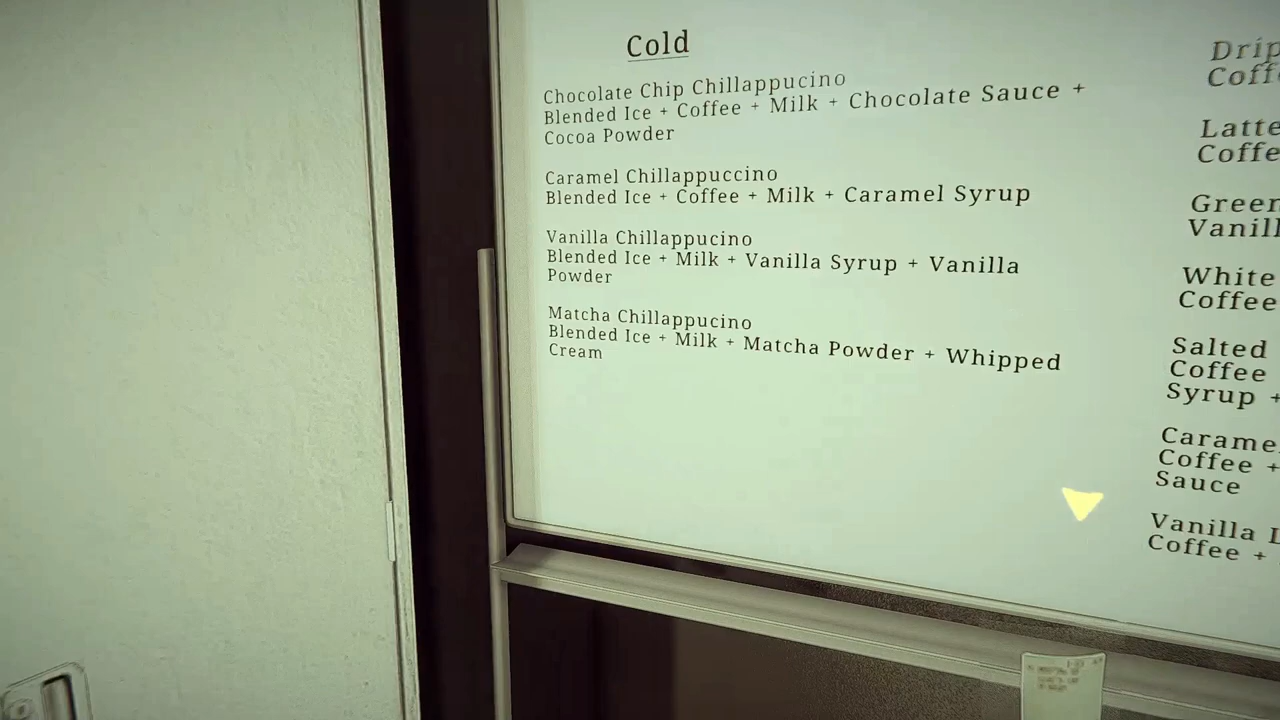 Cold
Chocolate Chip Chillappucino
Blended Ice + Coffee + Milk + Chocolate Sauce +
Cocoa Powder
Caramel Chillappuccino
Blended Ice + Coffee + Milk + Caramel Syrup
Vanilla Chillappucino
Blended Ice + Milk + Vanilla Syrup + Vanilla
Powder
Matcha Chillappucino
Blended Ice + Milk + Matcha Powder + Whipped
Cream
Drip
Coff
Latte
Coffe
Green
Vanill
White
Coffee
Salted
Coffee
Syrup +
Carame
Coffee +
Sauce
Vanilla L
Coffee +